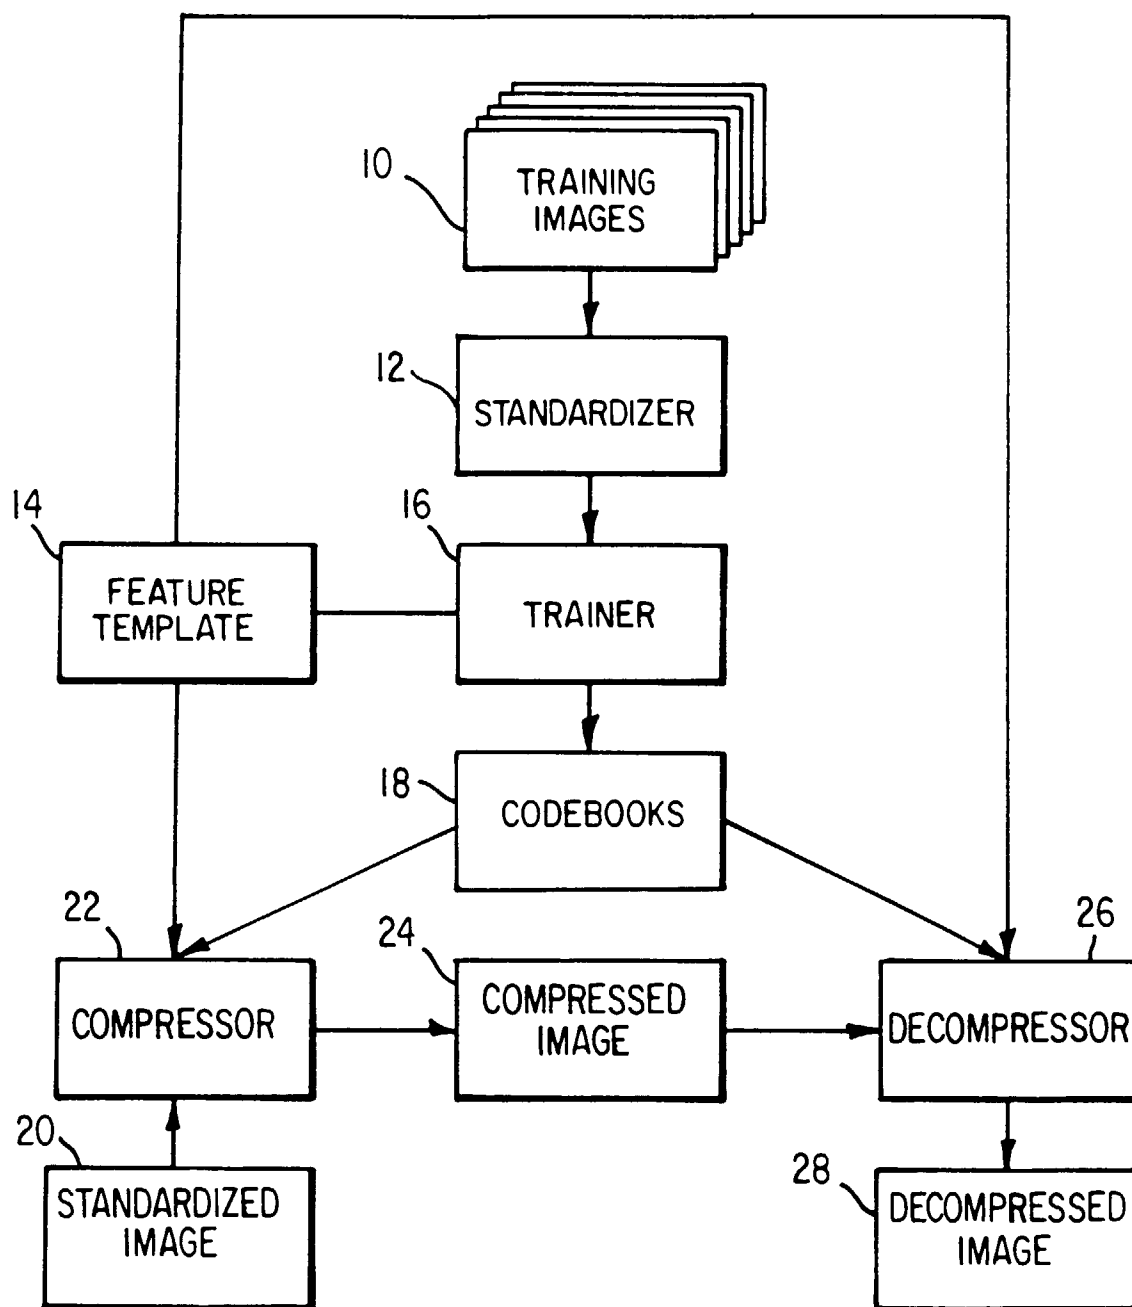 10
TRAINING
IMAGES
12
STANDARDIZER
14
FEATURE
TEMPLATE
16
TRAINER
18
CODEBOOKS
22
COMPRESSOR
24
COMPRESSED
IMAGE
26
DECOMPRESSOR
20
STANDARDIZED
IMAGE
28
DECOMPRESSED
IMAGE